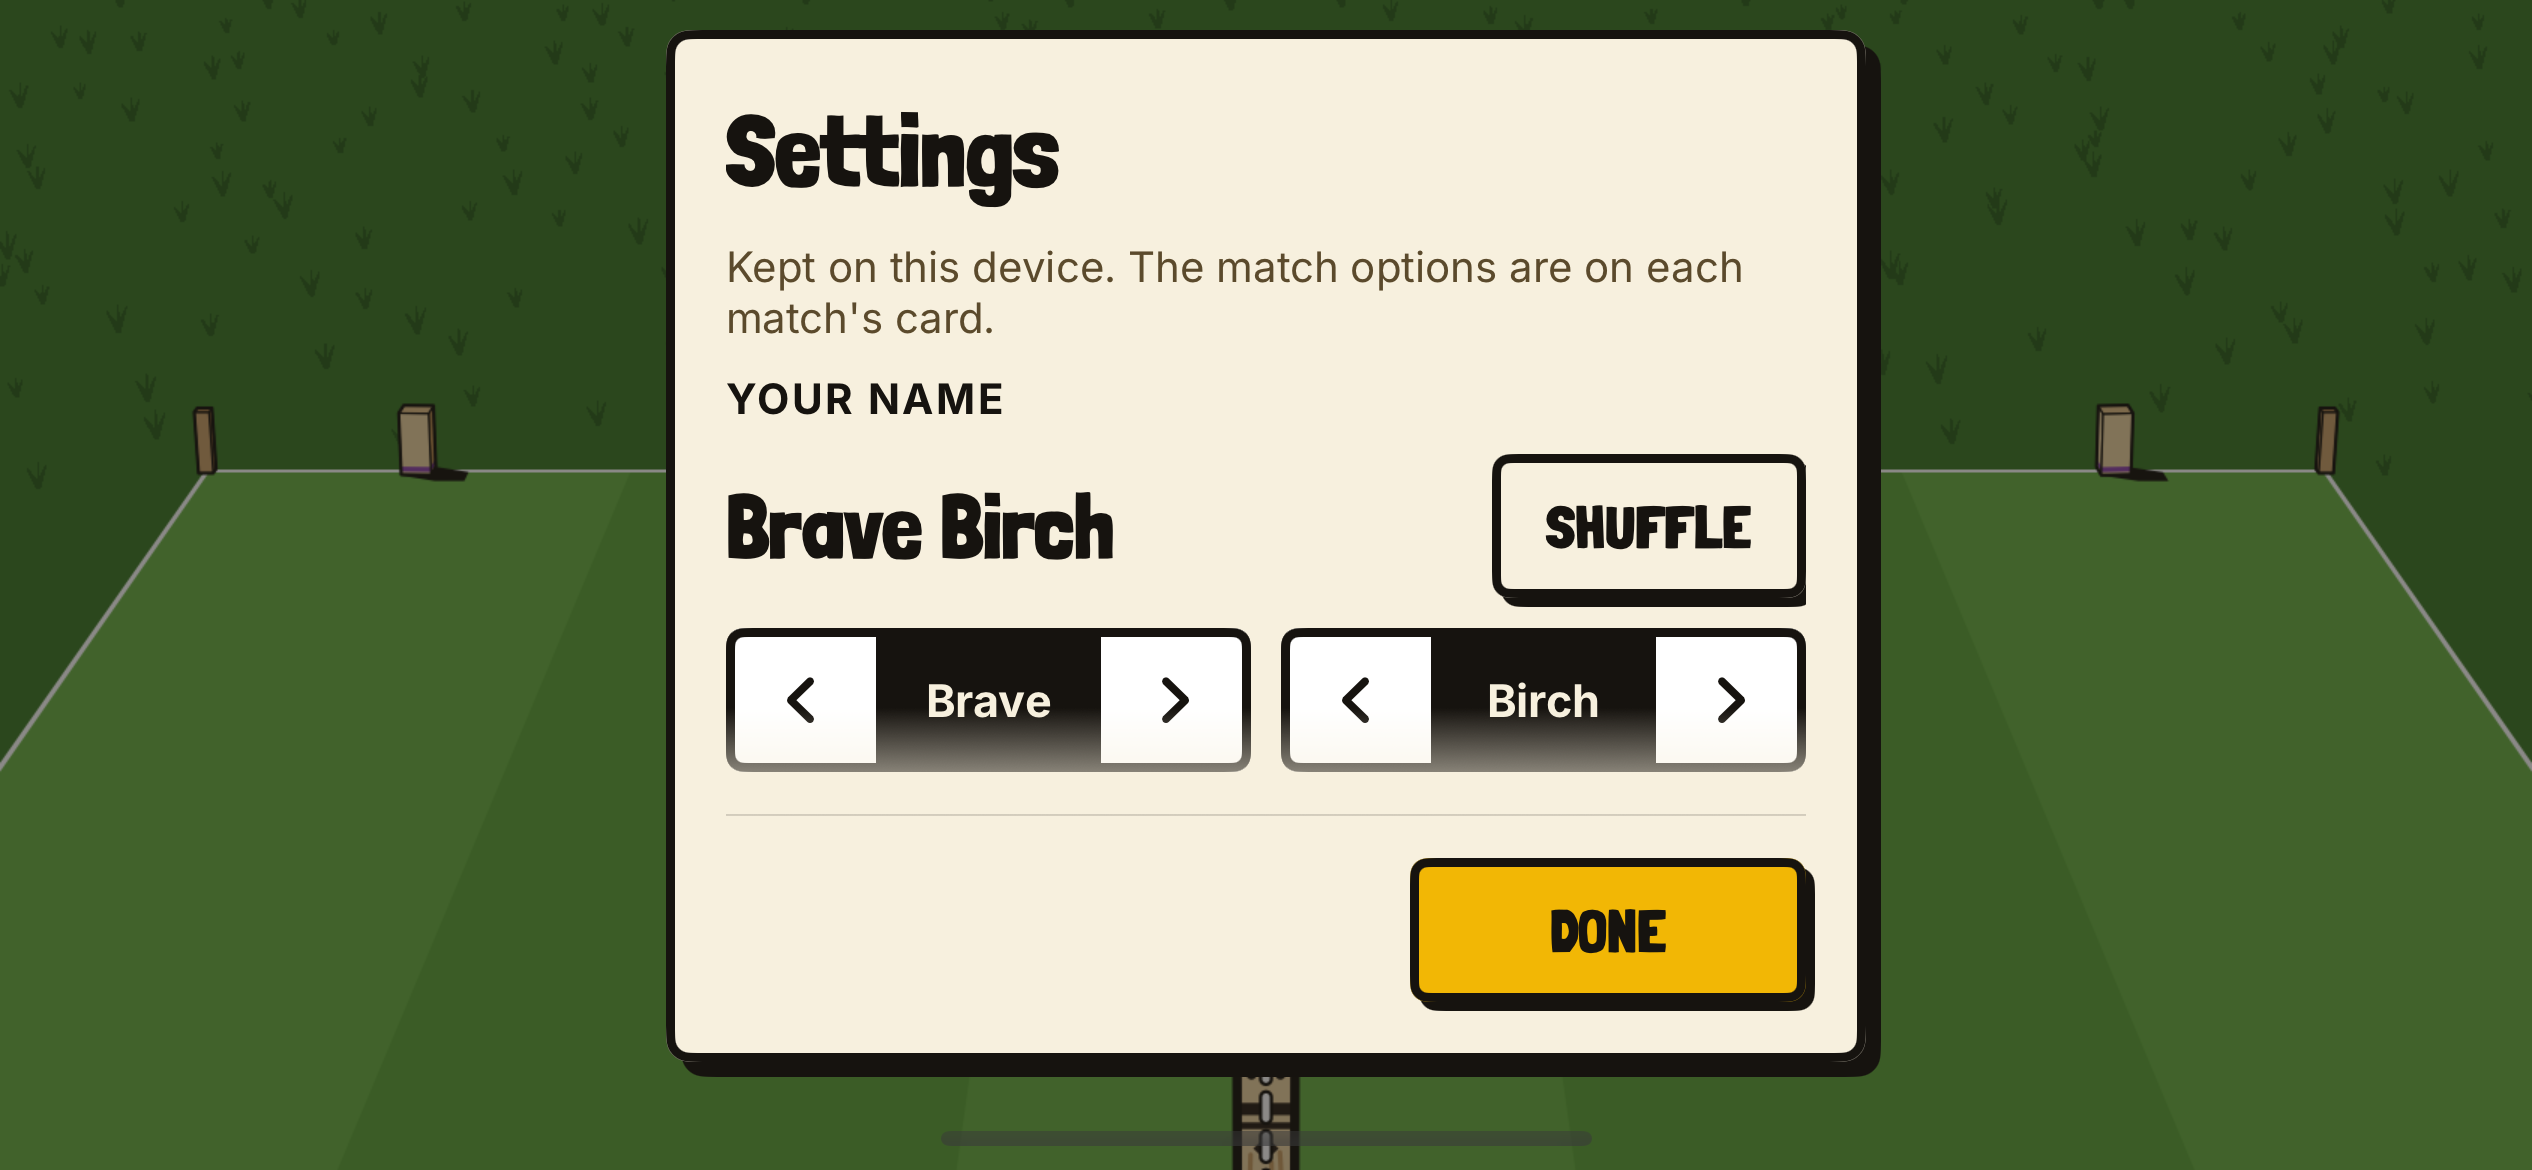 Settings
Kept on this device. The match options are on each
match's card.
YOUR NAME
Brave Birch
SHUFFLE
Brave
Birch
DONE